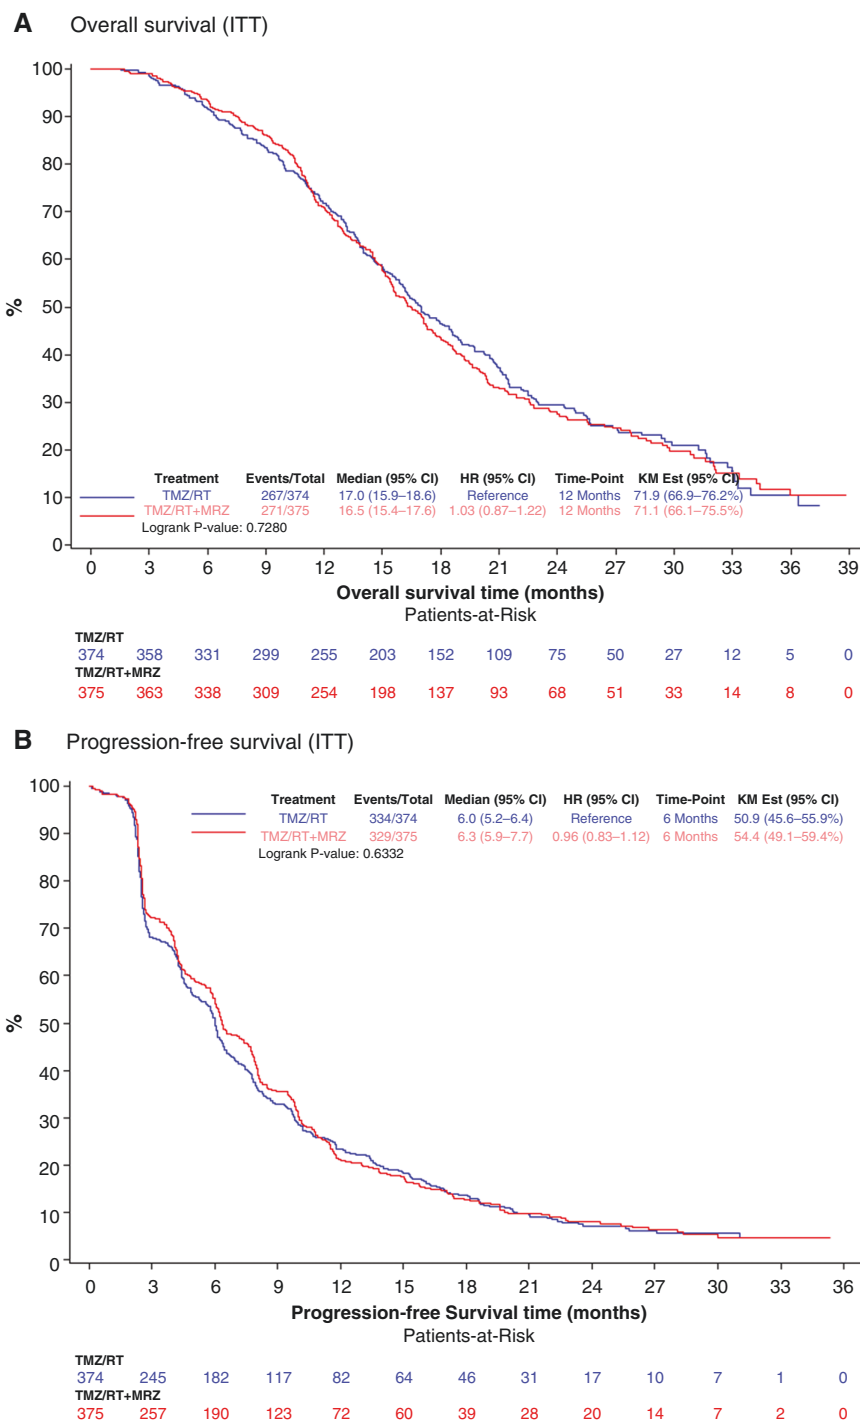 A Overall survival (ITT)
100
90
80
70
60
50
40
30
20
10
0
%
Treatment Events/Total Median (95% CI) HR (95% CI) Time-Point KM Est (95% CI)
TMZ/RT 267/374 17.0 (15.9–18.6) Reference 12 Months 71.9 (66.9–76.2%)
TMZ/RT+MRZ 271/375 16.5 (15.4–17.6) 1.03 (0.87–1.22) 12 Months 71.1 (66.1–75.5%)
Logrank P-value: 0.7280
0 3 6 9 12 15 18 21 24 27 30 33 36 39
Overall survival time (months)
Patients-at-Risk
TMZ/RT
374 358 331 299 255 203 152 109 75 50 27 12 5 0
TMZ/RT+MRZ
375 363 338 309 254 198 137 93 68 51 33 14 8 0
B Progression-free survival (ITT)
100
90
80
70
60
50
40
30
20
10
0
%
Treatment Events/Total Median (95% CI) HR (95% CI) Time-Point KM Est (95% CI)
TMZ/RT 334/374 6.0 (5.2–6.4) Reference 6 Months 50.9 (45.6–55.9%)
TMZ/RT+MRZ 329/375 6.3 (5.9–7.7) 0.96 (0.83–1.12) 6 Months 54.4 (49.1–59.4%)
Logrank P-value: 0.6332
0 3 6 9 12 15 18 21 24 27 30 33 36
Progression-free Survival time (months)
Patients-at-Risk
TMZ/RT
374 245 182 117 82 64 46 31 17 10 7 1 0
TMZ/RT+MRZ
375 257 190 123 72 60 39 28 20 14 7 2 0